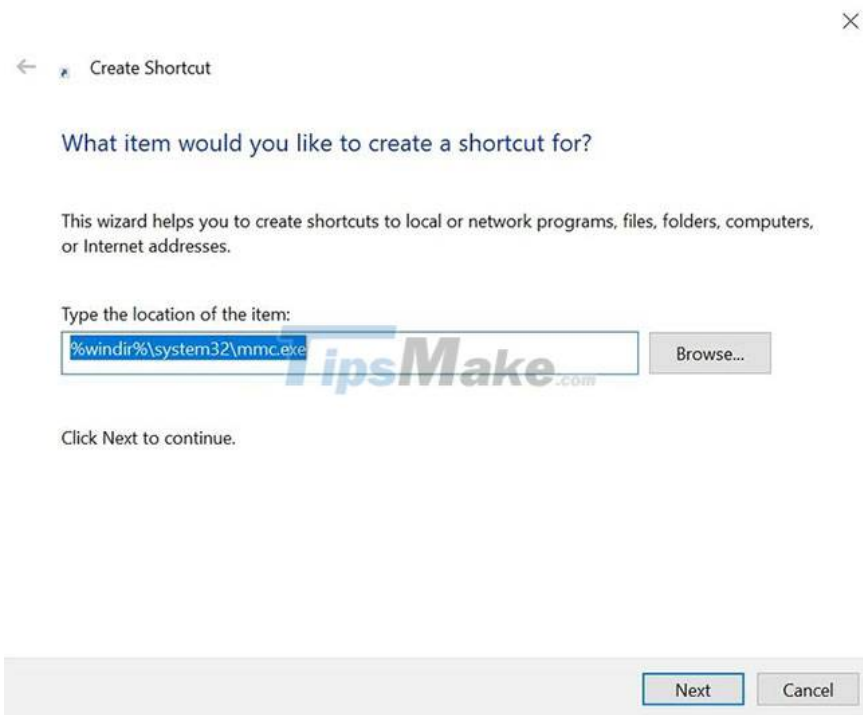 Create Shortcut
What item would you like to create a shortcut for?
This wizard helps you to create shortcuts to local or network programs, files, folders, computers,
or Internet addresses.
Type the location of the item:
%windir%\system32\mmc.exe
Browse...
TipsMake.com
Click Next to continue.
Next
Cancel